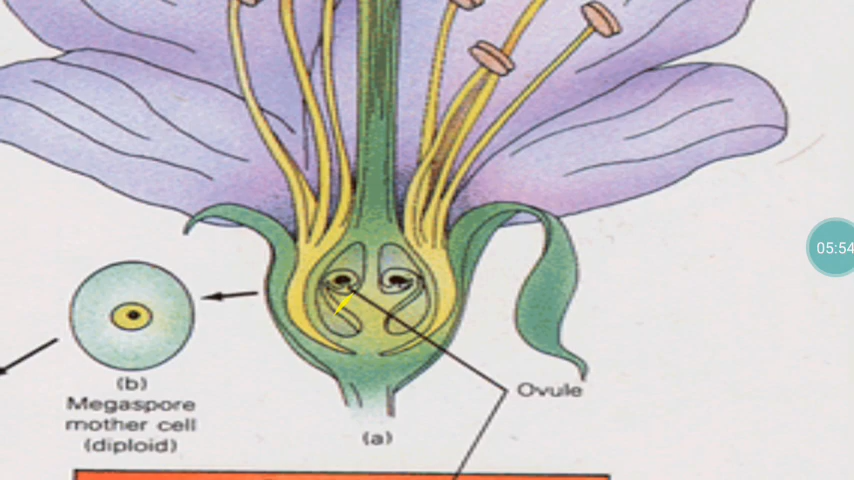 05:54
Ovule
(b)
Megaspore
mother cell
(diploid)
(a)